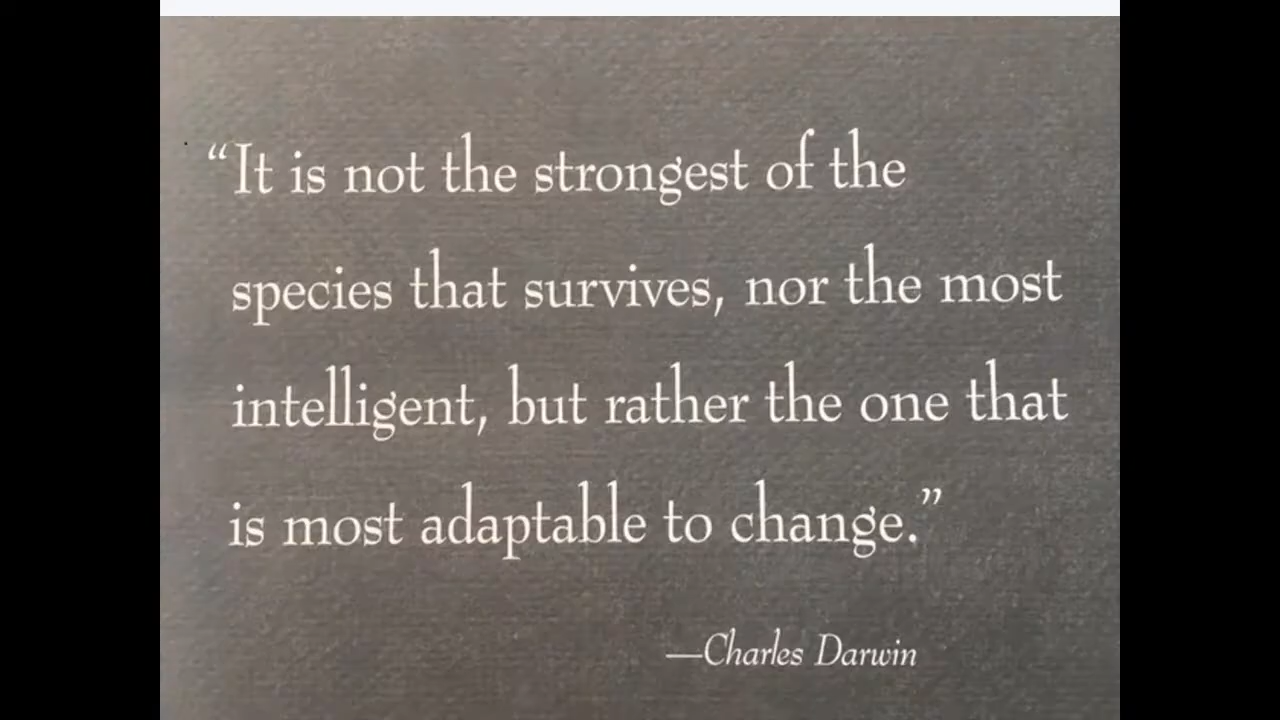 “It is not the strongest of the
species that survives, nor the most
intelligent, but rather the one that
is most adaptable to change.”
—Charles Darwin